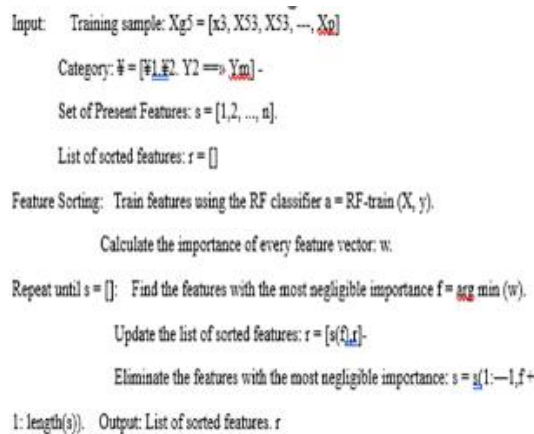 Input: Training sample: Xg5 = [x3, X53, X53, ---, Xp]
Category: ¥ = [¥1.¥2. Y2 ==» Ym] -
Set of Present Features: s = [1,2, ..., n].
List of sorted features: r = []
Feature Sorting: Train features using the RF classifier a = RF-train (X, y).
Calculate the importance of every feature vector: w.
Repeat until s = []: Find the features with the most negligible importance f = arg min (w).
Update the list of sorted features: r = [s(f),r]-
Eliminate the features with the most negligible importance: s = s(1:—1,f +
1: length(s)). Output: List of sorted features. r